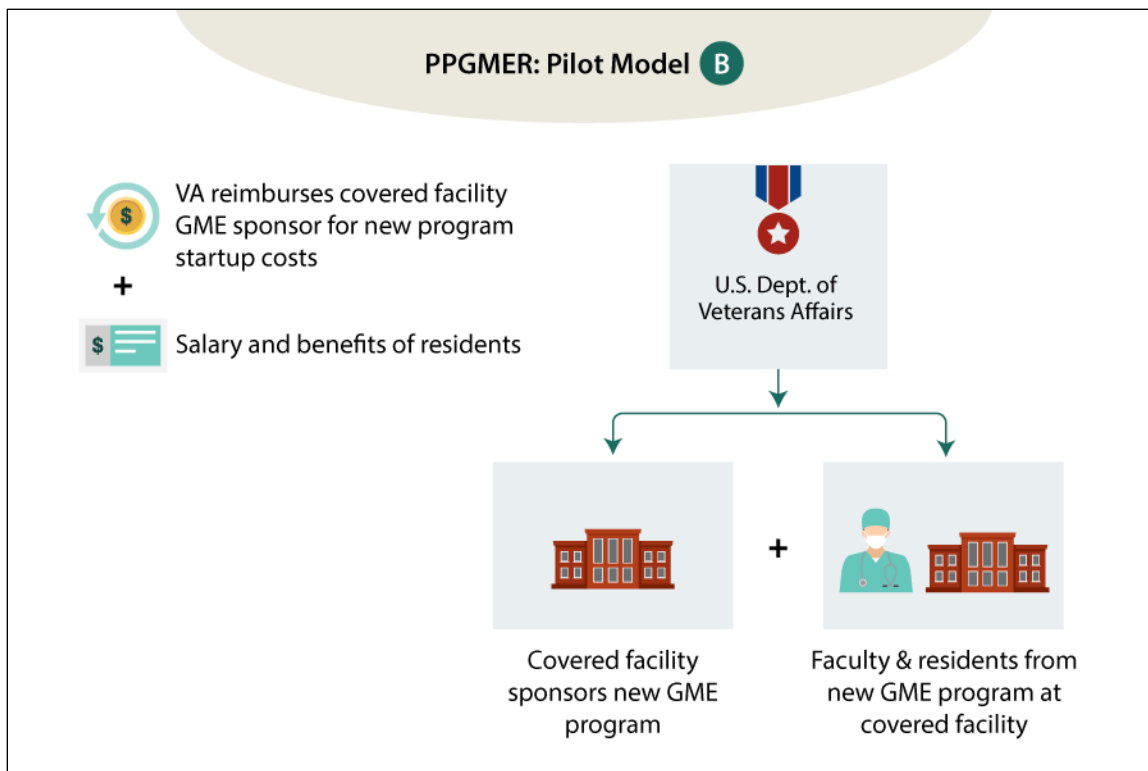 PPGMER: Pilot Model B
VA reimburses covered facility
GME sponsor for new program
startup costs
$
+
$
Salary and benefits of residents
U.S. Dept. of
Veterans Affairs
+
Covered facility
sponsors new GME
program
Faculty & residents from
new GME program at
covered facility